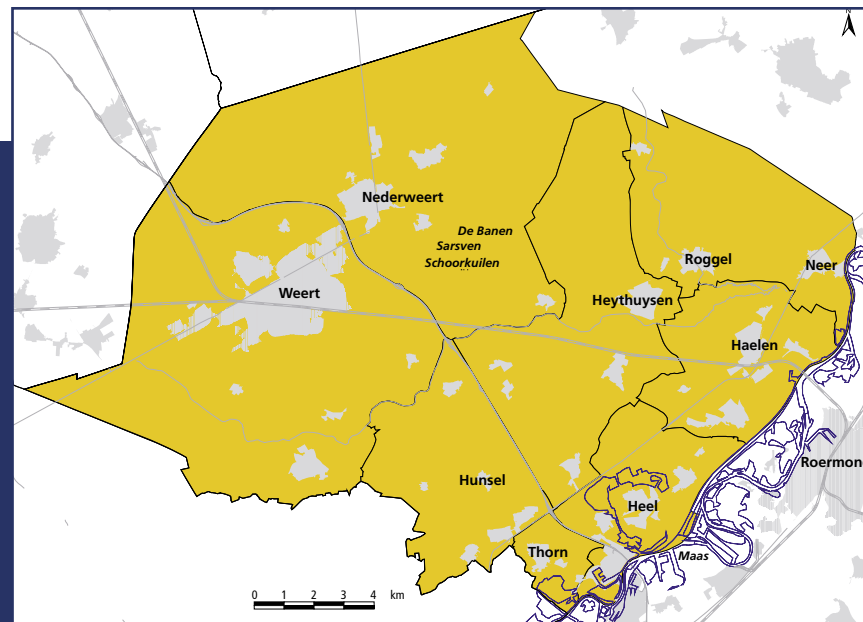 N
Nederweert
De Banen
Sarsven
Schoorkuilen
Roggel
Neer
Weert
Heythuysen
Haelen
Roermon
Hunsel
Heel
Thorn
Maas
0 1 2 3 4 km